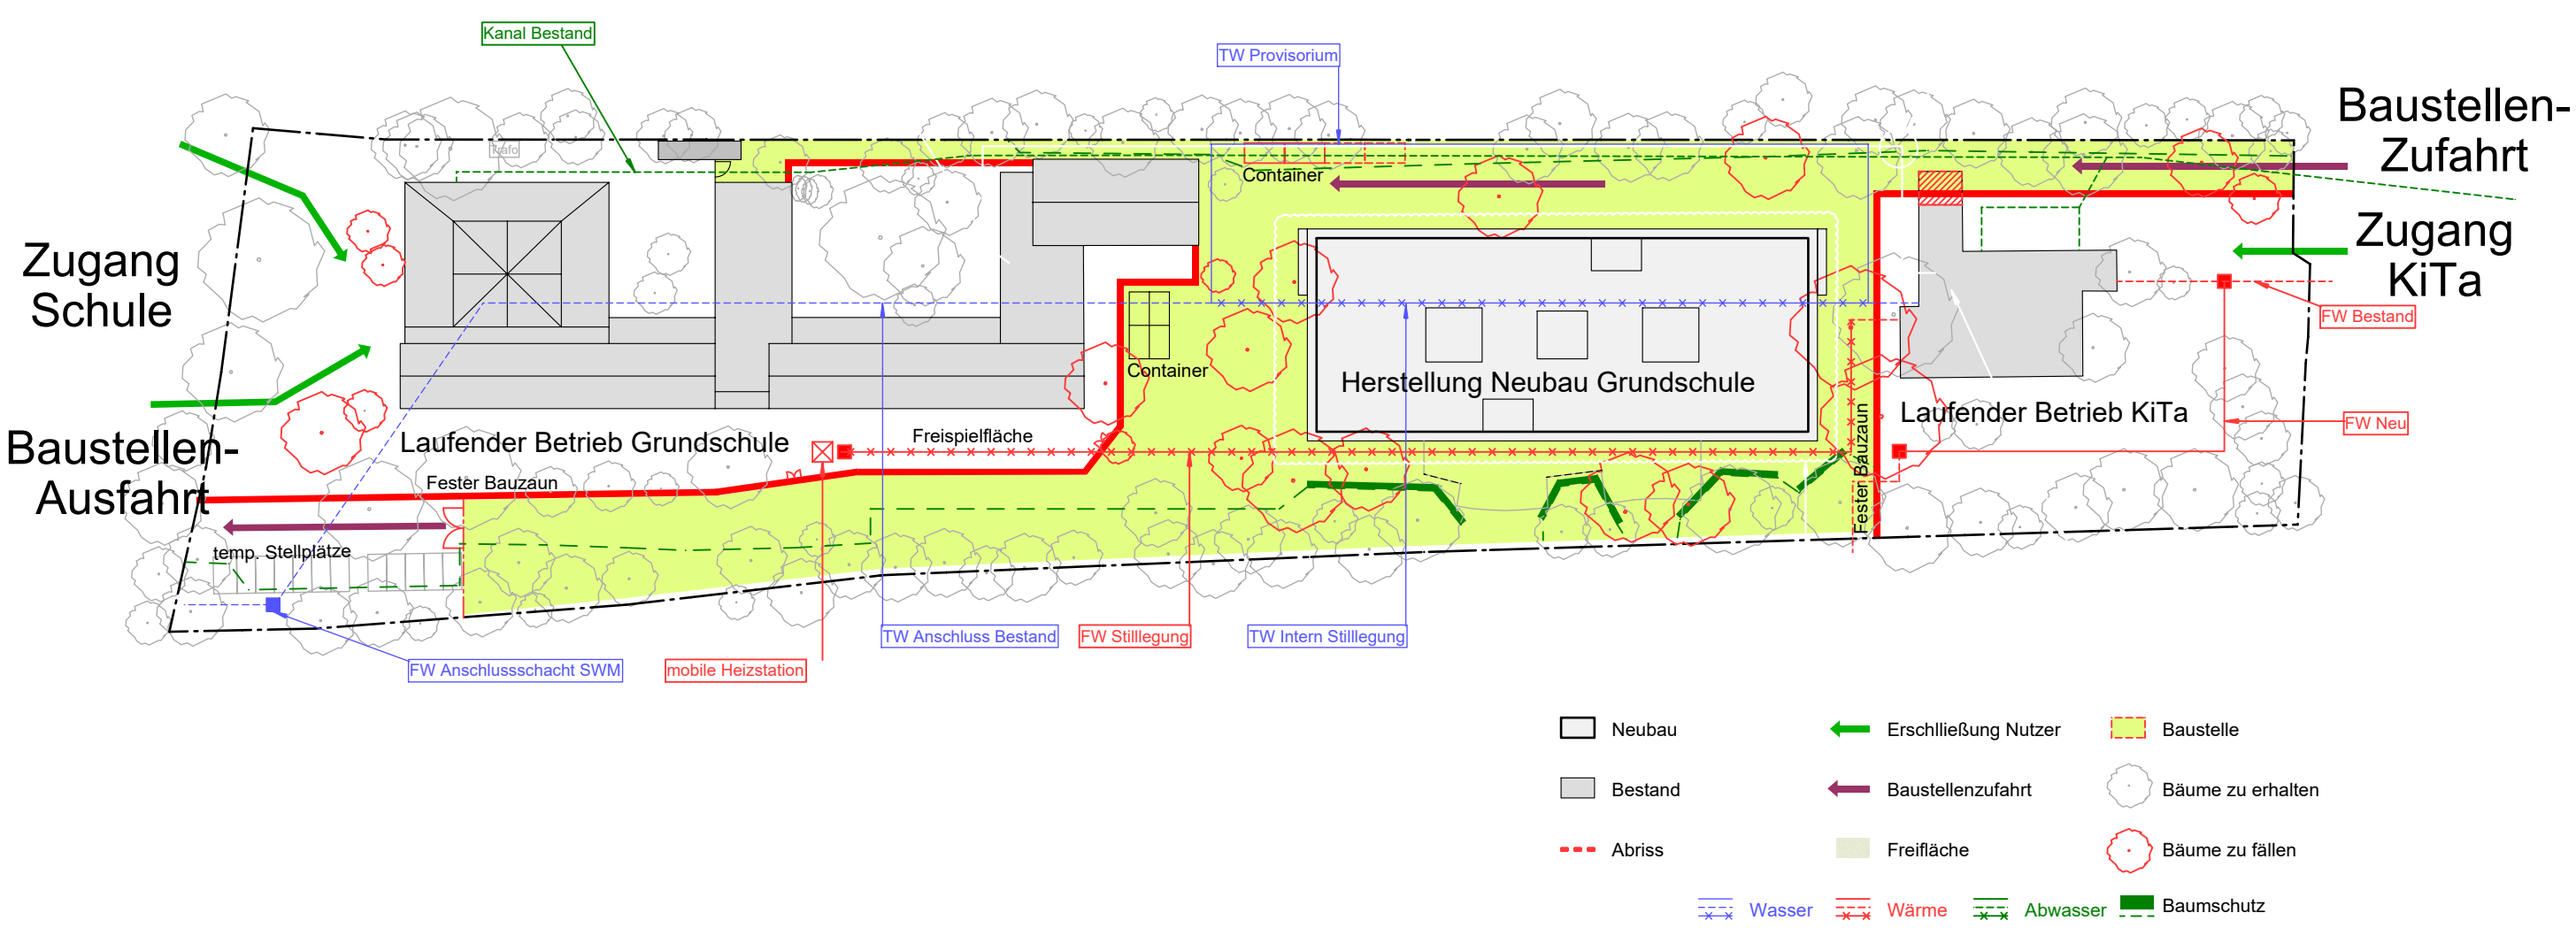 Kanal Bestand
TW Provisorium
Baustellen-
Zufahrt
Trafo
Container
Zugang
Schule
Zugang
KiTa
FW Bestand
Container
Herstellung Neubau Grundschule
Laufender Betrieb KiTa
FW Neu
Baustellen-
Ausfahrt
Laufender Betrieb Grundschule
Freispielfläche
Fester Bauzaun
Fester Bauzaun
temp. Stellplätze
TW Anschluss Bestand
FW Stilllegung
TW Intern Stilllegung
FW Anschlussschacht SWM
mobile Heizstation
Neubau
Erschlließung Nutzer
Baustelle
Bestand
Baustellenzufahrt
Bäume zu erhalten
Abriss
Freifläche
Bäume zu fällen
Wasser
Wärme
Abwasser
Baumschutz